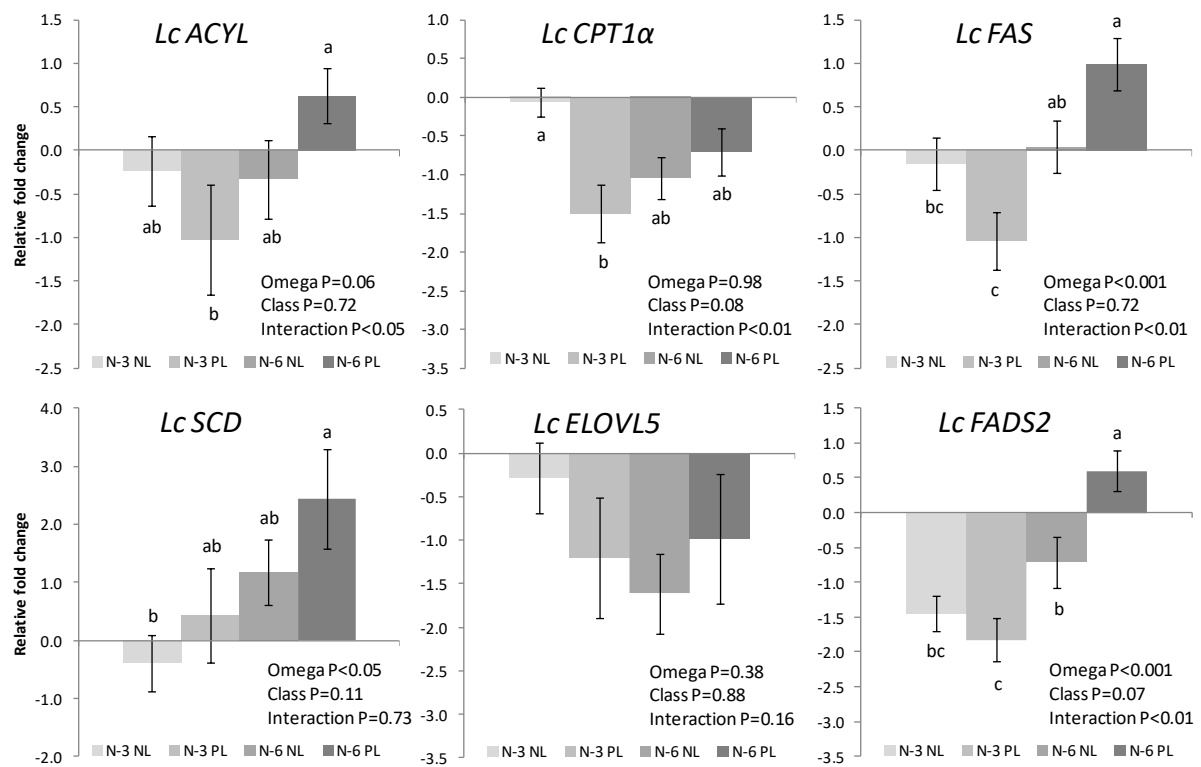 Lc ACYL
Relative fold change
1.5
1.0
0.5
0.0
-0.5
-1.0
-1.5
-2.0
-2.5
ab
b
ab
a
Omega P=0.06
Class P=0.72
Interaction P<0.05
N-3 NL N-3 PL N-6 NL N-6 PL
Lc CPT1α
0.5
0.0
-0.5
-1.0
-1.5
-2.0
-2.5
-3.0
-3.5
a
b
ab
ab
Omega P=0.98
Class P=0.08
Interaction P<0.01
N-3 NL N-3 PL N-6 NL N-6 PL
Lc FAS
1.5
1.0
0.5
0.0
-0.5
-1.0
-1.5
-2.0
-2.5
bc
c
ab
a
Omega P<0.001
Class P=0.72
Interaction P<0.01
N-3 NL N-3 PL N-6 NL N-6 PL
Lc SCD
Relative fold change
4.0
3.0
2.0
1.0
0.0
-1.0
-2.0
b
ab
ab
a
Omega P<0.05
Class P=0.11
Interaction P=0.73
N-3 NL N-3 PL N-6 NL N-6 PL
Lc ELOVL5
0.5
0.0
-0.5
-1.0
-1.5
-2.0
-2.5
-3.0
-3.5
Omega P=0.38
Class P=0.88
Interaction P=0.16
N-3 NL N-3 PL N-6 NL N-6 PL
Lc FADS2
1.5
1.0
0.5
0.0
-0.5
-1.0
-1.5
-2.0
-2.5
-3.0
-3.5
bc
c
b
a
Omega P<0.001
Class P=0.07
Interaction P<0.01
N-3 NL N-3 PL N-6 NL N-6 PL